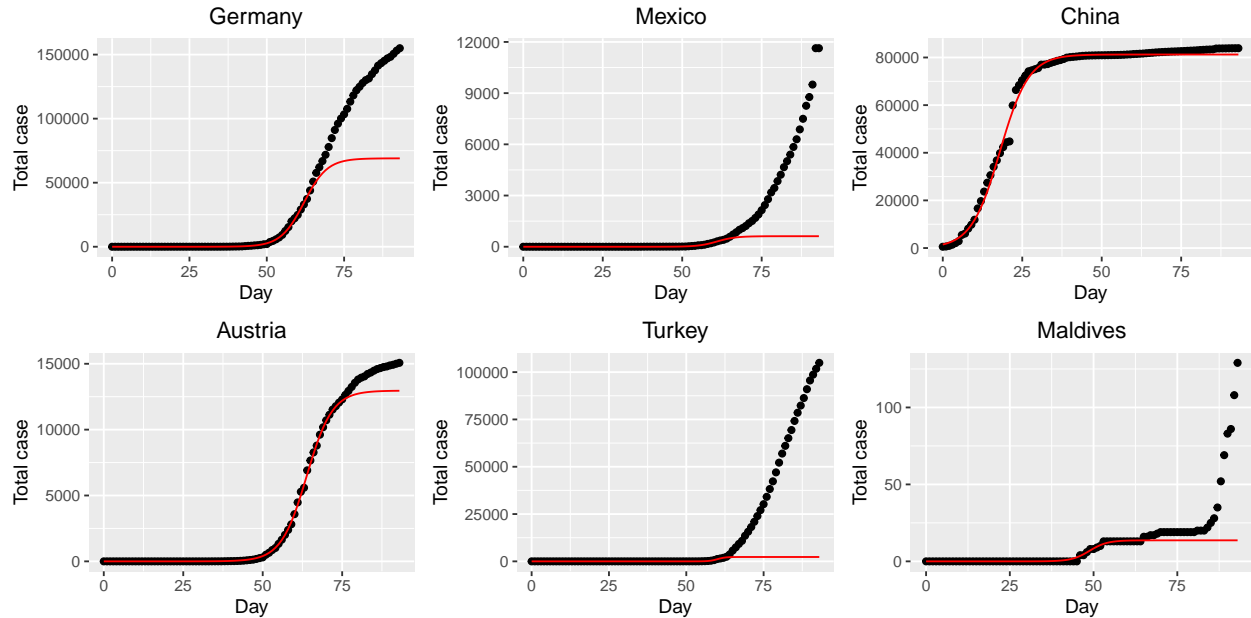 Germany
Total case
150000
100000
50000
0
0 25 50 75
Day
Mexico
Total case
12000
9000
6000
3000
0
0 25 50 75
Day
China
Total case
80000
60000
40000
20000
0
0 25 50 75
Day
Austria
Total case
15000
10000
5000
0
0 25 50 75
Day
Turkey
Total case
100000
75000
50000
25000
0
0 25 50 75
Day
Maldives
Total case
100
50
0
0 25 50 75
Day